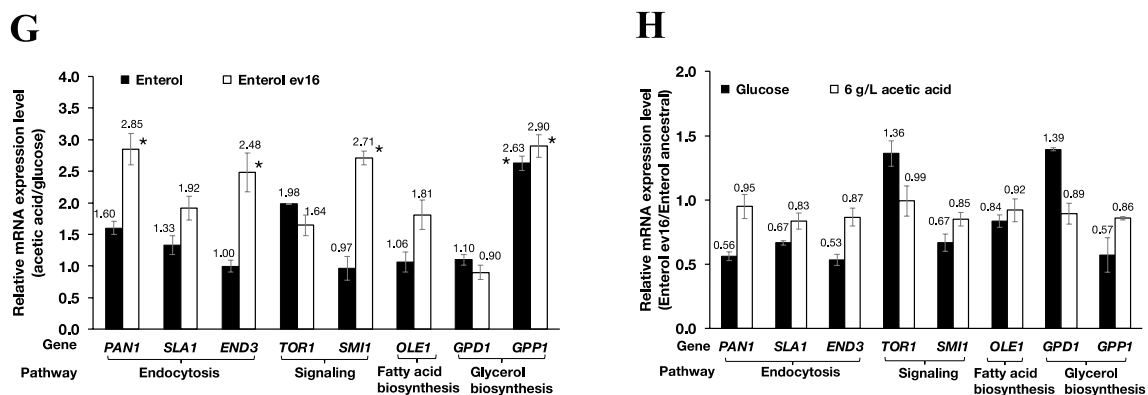 G
Relative mRNA expression level
(acetic acid/glucose)
Enterol
Enterol ev16
4.0
3.5
3.0
2.5
2.0
1.5
1.0
0.5
0.0
1.60
2.85
*
1.33
1.92
1.00
2.48
*
1.98
1.64
0.97
2.71
*
1.06
1.81
1.10
0.90
*
2.63
2.90
*
Gene
PAN1
SLA1
END3
TOR1
SMI1
OLE1
GPD1
GPP1
Pathway
Endocytosis
Signaling
Fatty acid
biosynthesis
Glycerol
biosynthesis
H
Relative mRNA expression level
(Enterol ev16/Enterol ancestral)
Glucose
6 g/L acetic acid
2.0
1.5
1.0
0.5
0.0
0.56
0.95
0.67
0.83
0.53
0.87
1.36
0.99
0.67
0.85
0.84
0.92
1.39
0.89
0.57
0.86
Gene
PAN1
SLA1
END3
TOR1
SMI1
OLE1
GPD1
GPP1
Pathway
Endocytosis
Signaling
Fatty acid
biosynthesis
Glycerol
biosynthesis